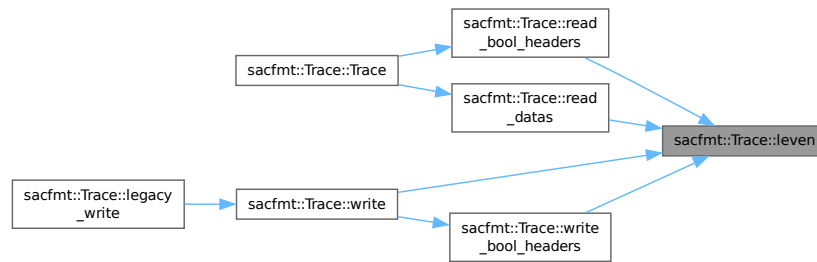 sacfmt::Trace::read
_bool_headers
sacfmt::Trace::Trace
sacfmt::Trace::read
_datas
sacfmt::Trace::leven
sacfmt::Trace::legacy
_write
sacfmt::Trace::write
sacfmt::Trace::write
_bool_headers